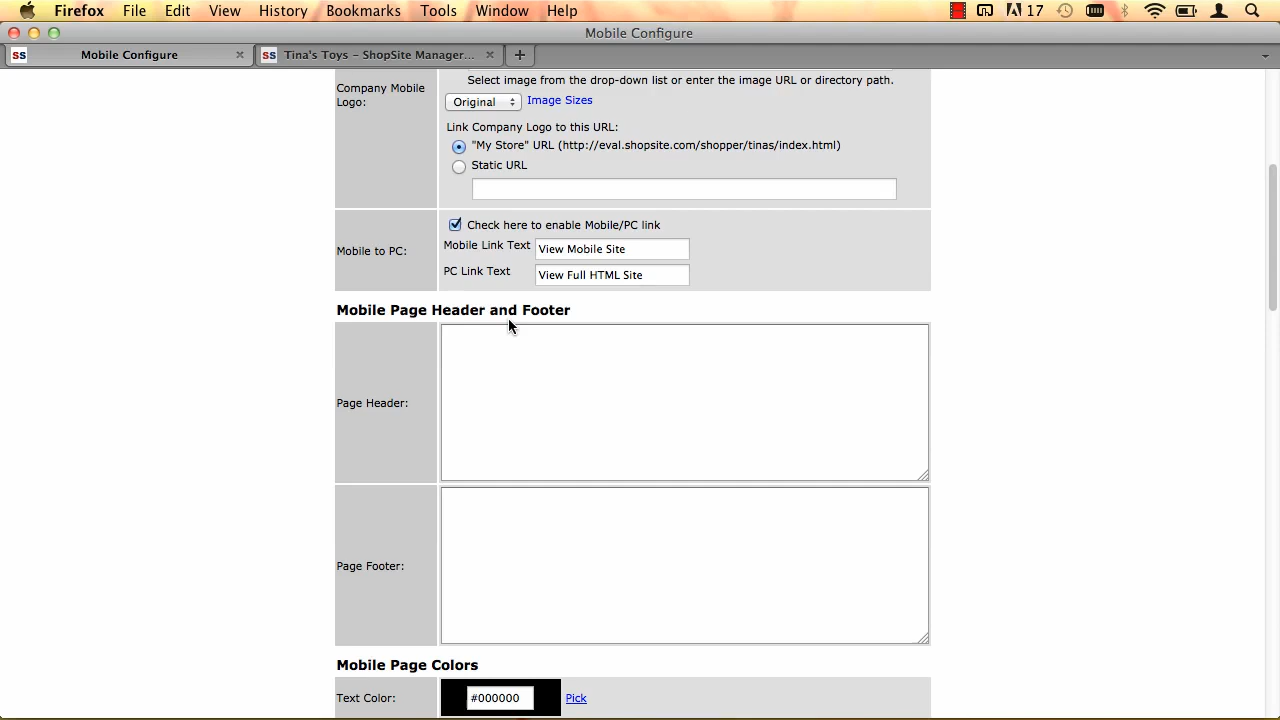 Firefox File Edit View History Bookmarks Tools Window Help 17
Mobile Configure
ss Mobile Configure × ss Tina's Toys – ShopSite Manager... × +
Select image from the drop-down list or enter the image URL or directory path.
Company Mobile
Logo:
Original Image Sizes
Link Company Logo to this URL:
"My Store" URL (http://eval.shopsite.com/shopper/tinas/index.html)
Static URL
Mobile to PC:
Check here to enable Mobile/PC link
Mobile Link Text View Mobile Site
PC Link Text View Full HTML Site
Mobile Page Header and Footer
Page Header:
Page Footer:
Mobile Page Colors
Text Color: #000000 Pick